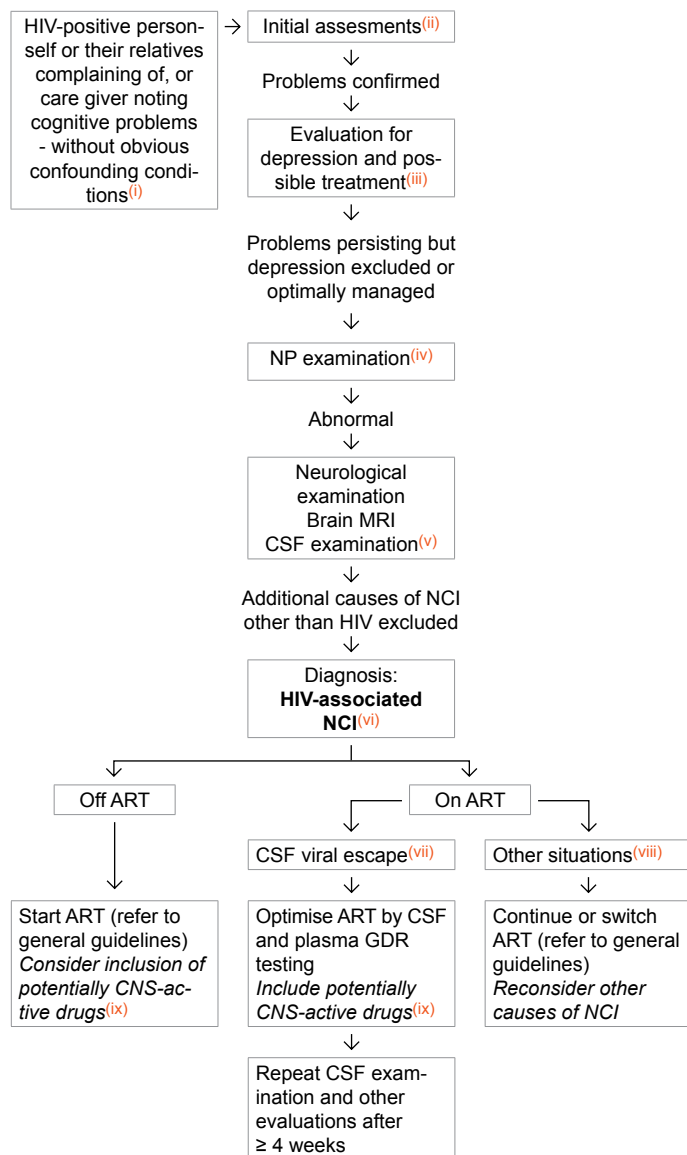 HIV-positive person-
self or their relatives
complaining of, or
care giver noting
cognitive problems
- without obvious
confounding condi-
tions(i)
Initial assesments(ii)
Problems confirmed
Evaluation for
depression and pos-
sible treatment(iii)
Problems persisting but
depression excluded or
optimally managed
NP examination(iv)
Abnormal
Neurological
examination
Brain MRI
CSF examination(v)
Additional causes of NCI
other than HIV excluded
Diagnosis:
HIV-associated
NCI(vi)
Off ART
On ART
CSF viral escape(vii)
Other situations(viii)
Start ART (refer to
general guidelines)
Consider inclusion of
potentially CNS-ac-
tive drugs(ix)
Optimise ART by CSF
and plasma GDR
testing
Include potentially
CNS-active drugs(ix)
Continue or switch
ART (refer to general
guidelines)
Reconsider other
causes of NCI
Repeat CSF exam-
ination and other
evaluations after
≥ 4 weeks